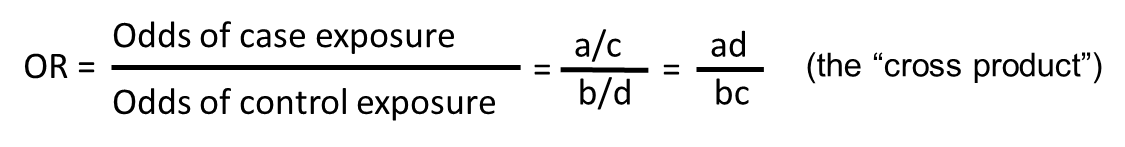 OR = Odds of case exposure / Odds of control exposure = a/c / b/d = ad / bc (the “cross product”)